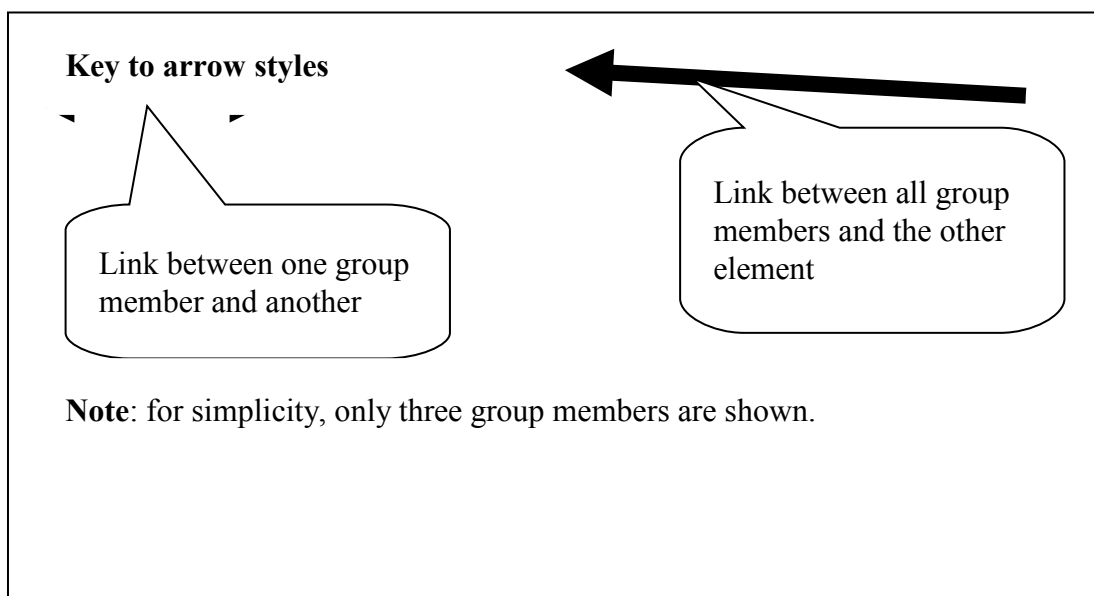 Key to arrow styles
Link between all group
members and the other
element
Link between one group
member and another
Note: for simplicity, only three group members are shown.